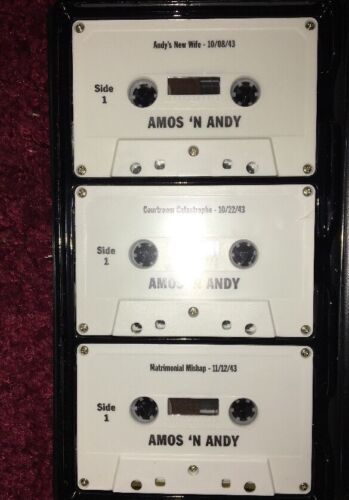 Andy's New Wife - 10/08/43
Side
1
AMOS 'N ANDY
Courtroom Catastrophe - 10/22/43
Side
1
AMOS 'N ANDY
Matrimonial Mishap - 11/12/43
Side
1
AMOS 'N ANDY